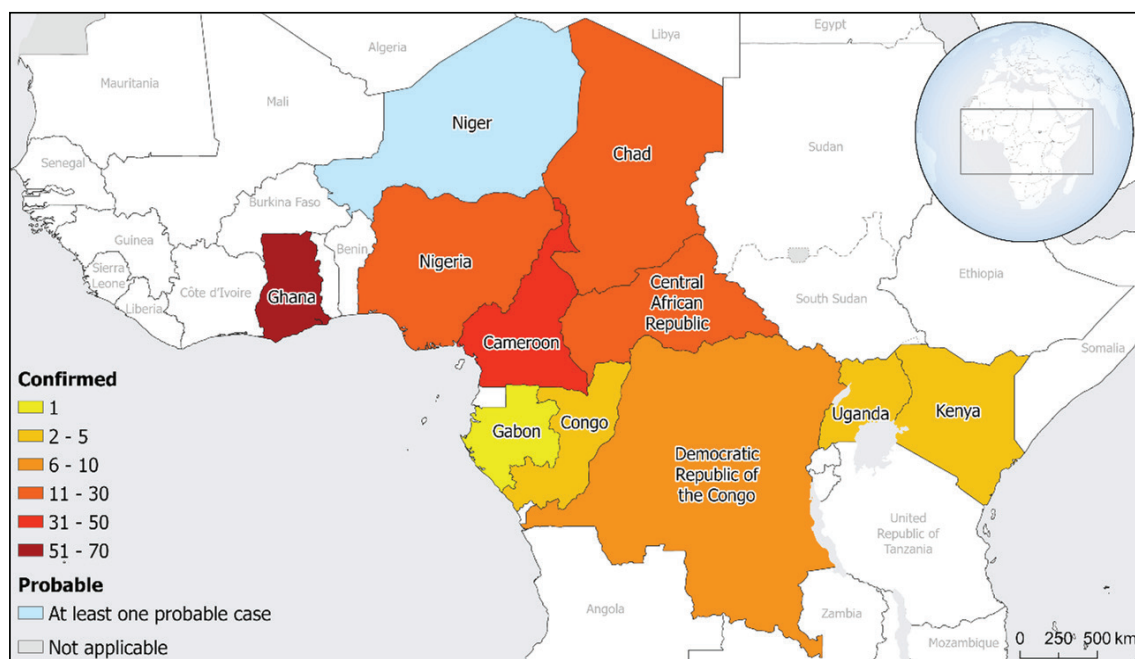 Algeria
Libya
Egypt
Mauritania
Mali
Niger
Chad
Sudan
Senegal
Burkina Faso
Guinea
Benin
Nigeria
Sierra
Leone
Côte d'Ivoire
Ghana
Liberia
Central
African
Republic
Ethiopia
South Sudan
Cameroon
Somalia
Gabon
Congo
Uganda
Kenya
Democratic
Republic of
the Congo
United
Republic of
Tanzania
Angola
Zambia
Mozambique
Confirmed
1
2 - 5
6 - 10
11 - 30
31 - 50
51 - 70
Probable
At least one probable case
Not applicable
0 250 500 km